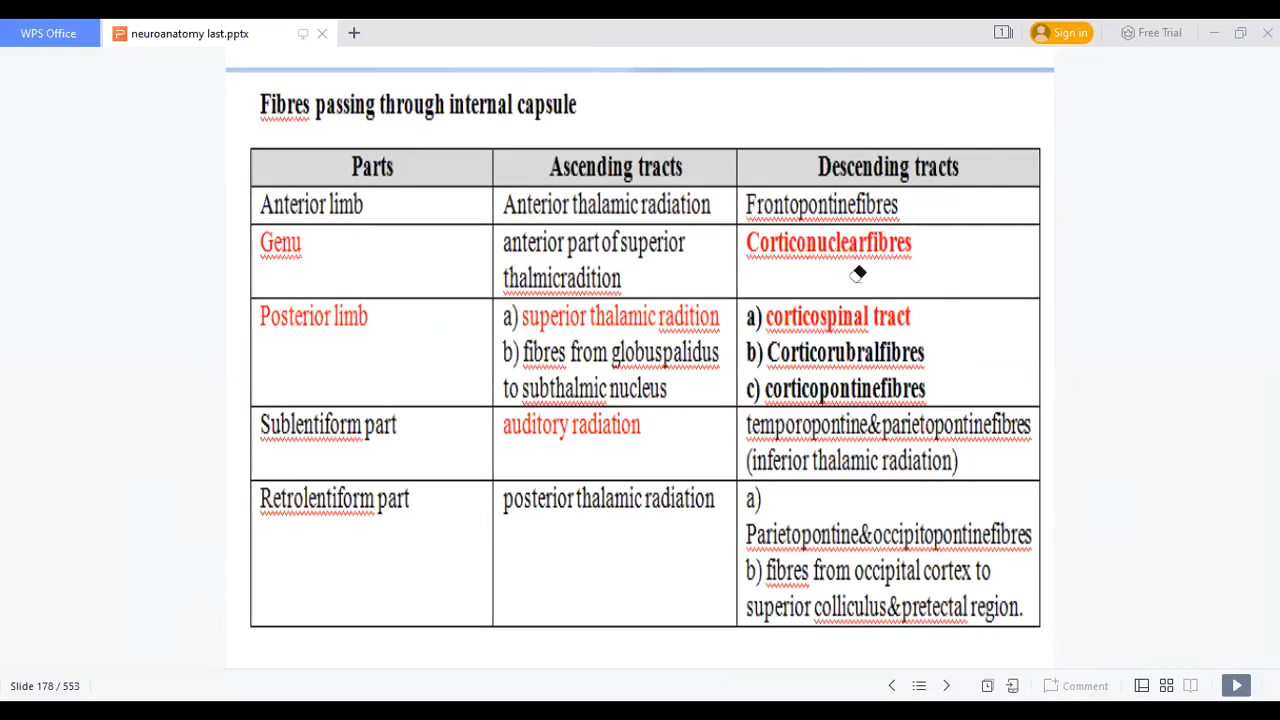 WPS Office
neuroanatomy last.pptx
1
Sign in
Free Trial
Fibres passing through internal capsule
Parts
Ascending tracts
Descending tracts
Anterior limb
Anterior thalamic radiation
Frontopontinefibres
Genu
anterior part of superior
thalmicradition
Corticonuclearfibres
Posterior limb
a) superior thalamic radition
b) fibres from globuspalidus
to subthalmic nucleus
a) corticospinal tract
b) Corticorubralfibres
c) corticopontinefibres
Sublentiform part
auditory radiation
temporopontine&parietopontinefibres
(inferior thalamic radiation)
Retrolentiform part
posterior thalamic radiation
a)
Parietopontine&occipitopontinefibres
b) fibres from occipital cortex to
superior colliculus&pretectal region.
Slide 178 / 553
Comment